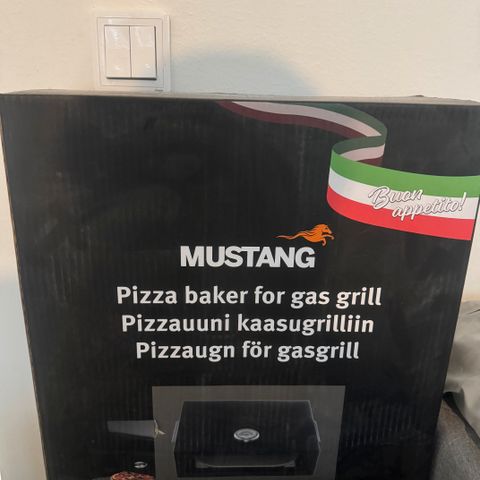 Buon
appetito!
MUSTANG
Pizza baker for gas grill
Pizzauuni kaasugrilliin
Pizzaugn för gasgrill